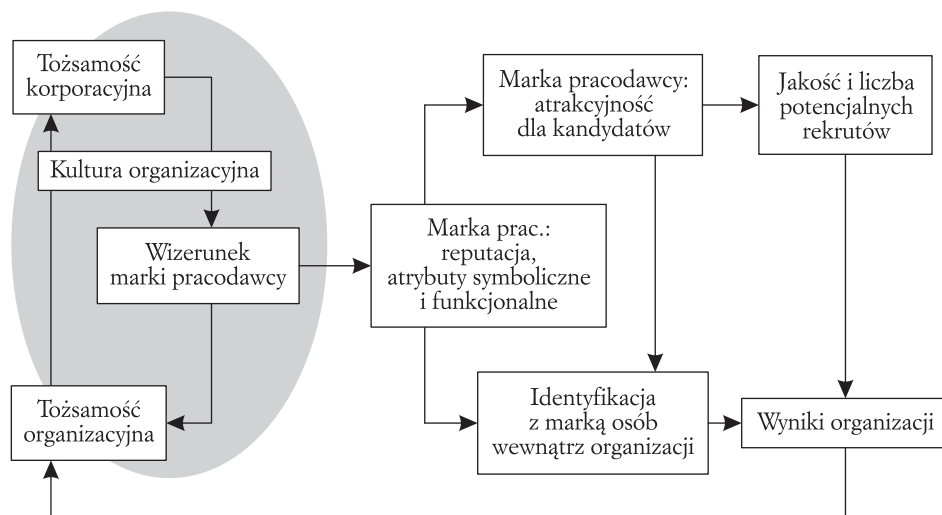 Tożsamość
korporacyjna
Kultura organizacyjna
Wizerunek
marki pracodawcy
Tożsamość
organizacyjna
Marka prac.:
reputacja,
atrybuty symboliczne
i funkcjonalne
Marka pracodawcy:
atrakcyjność
dla kandydatów
Identyfikacja
z marką osób
wewnątrz organizacji
Jakość i liczba
potencjalnych
rekrutów
Wyniki organizacji